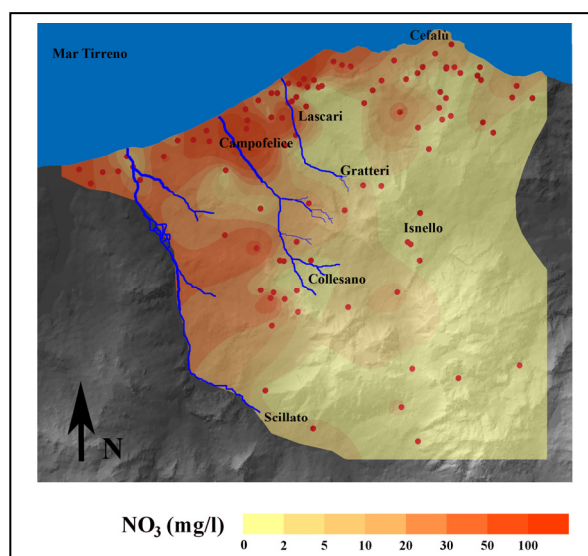 Cefalù
Mar Tirreno
Lascari
Campofelice
Gratteri
Isnello
Collesano
Scillato
N
NO₃ (mg/l)
0 2 5 10 20 30 50 100